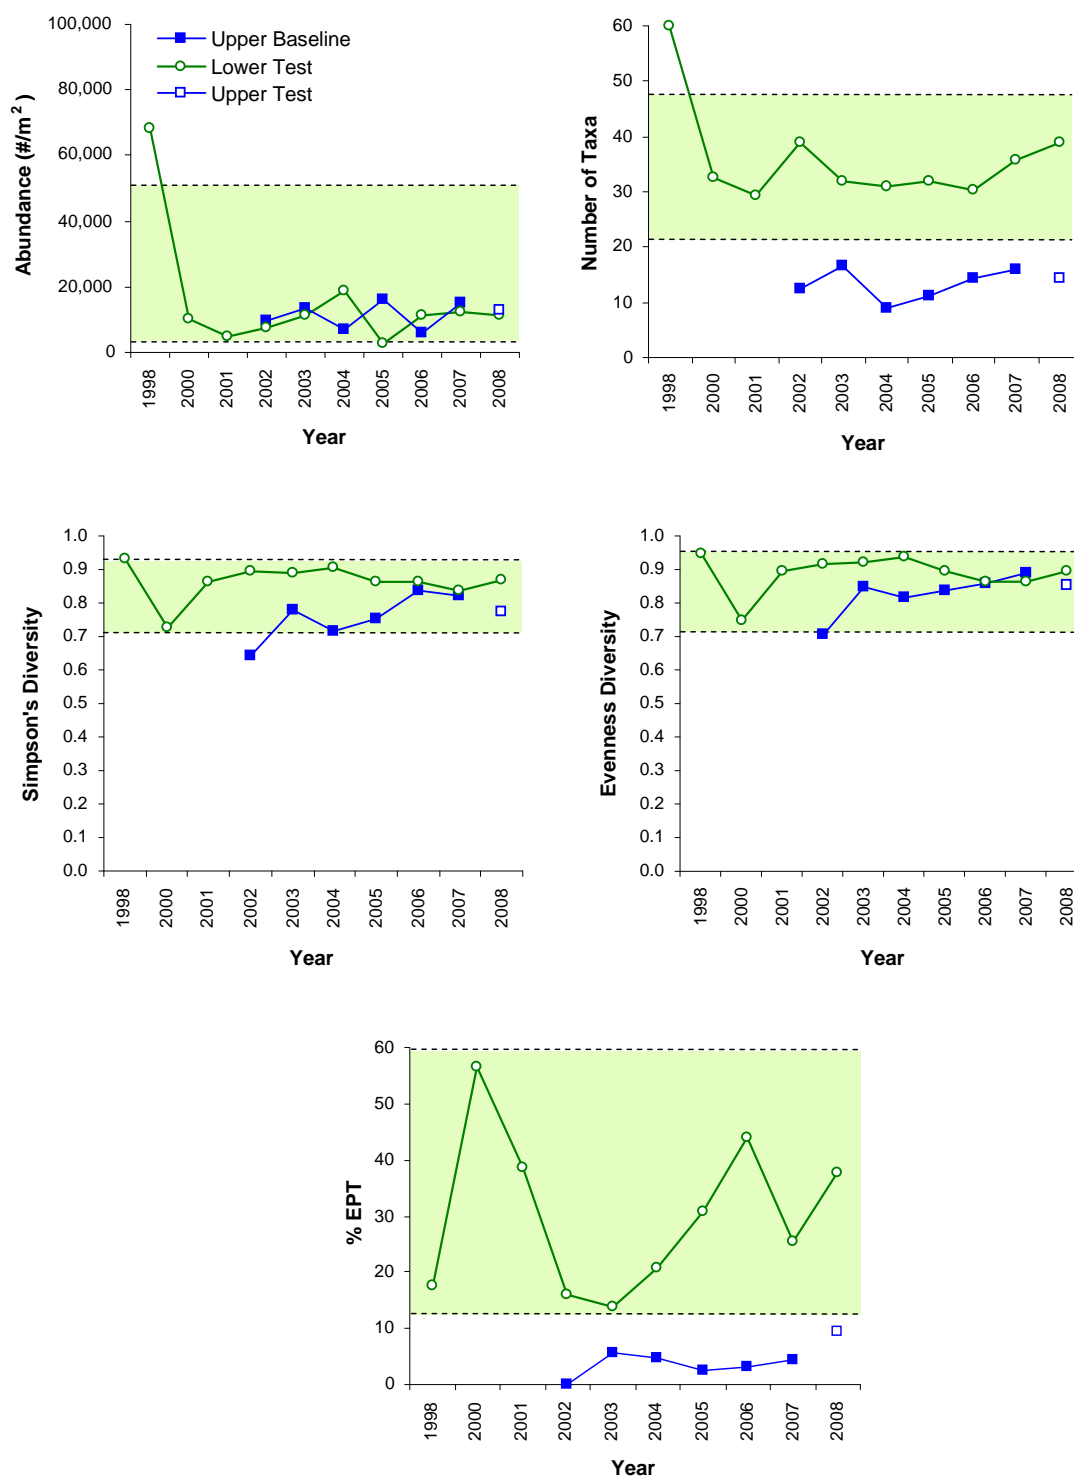 100,000
80,000
60,000
40,000
20,000
0
Abundance (#/m²)
Upper Baseline
Lower Test
Upper Test
1998 2000 2001 2002 2003 2004 2005 2006 2007 2008
Year
60
50
40
30
20
10
0
Number of Taxa
1998 2000 2001 2002 2003 2004 2005 2006 2007 2008
Year
1.0
0.9
0.8
0.7
0.6
0.5
0.4
0.3
0.2
0.1
0.0
Simpson's Diversity
1998 2000 2001 2002 2003 2004 2005 2006 2007 2008
Year
1.0
0.9
0.8
0.7
0.6
0.5
0.4
0.3
0.2
0.1
0.0
Evenness Diversity
1998 2000 2001 2002 2003 2004 2005 2006 2007 2008
Year
60
50
40
30
20
10
0
% EPT
1998 2000 2001 2002 2003 2004 2005 2006 2007 2008
Year